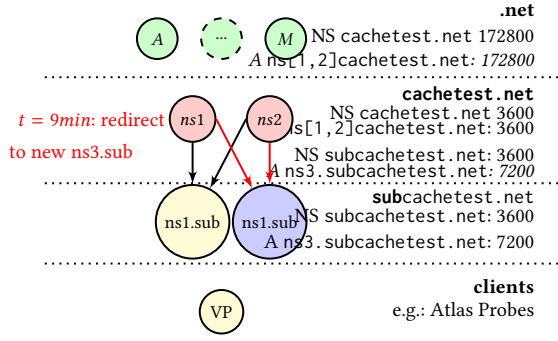 .net
A ... M
NS cachetest.net 172800
A ns[1,2]cachetest.net: 172800
cachetest.net
ns1 ns2
NS cachetest.net 3600
ns[1,2]cachetest.net: 3600
t = 9min: redirect
to new ns3.sub
NS subcachetest.net: 3600
A ns3.subcachetest.net: 7200
subcachetest.net
ns1.sub ns1.sub
NS subcachetest.net: 3600
A ns3.subcachetest.net: 7200
clients
VP
e.g.: Atlas Probes